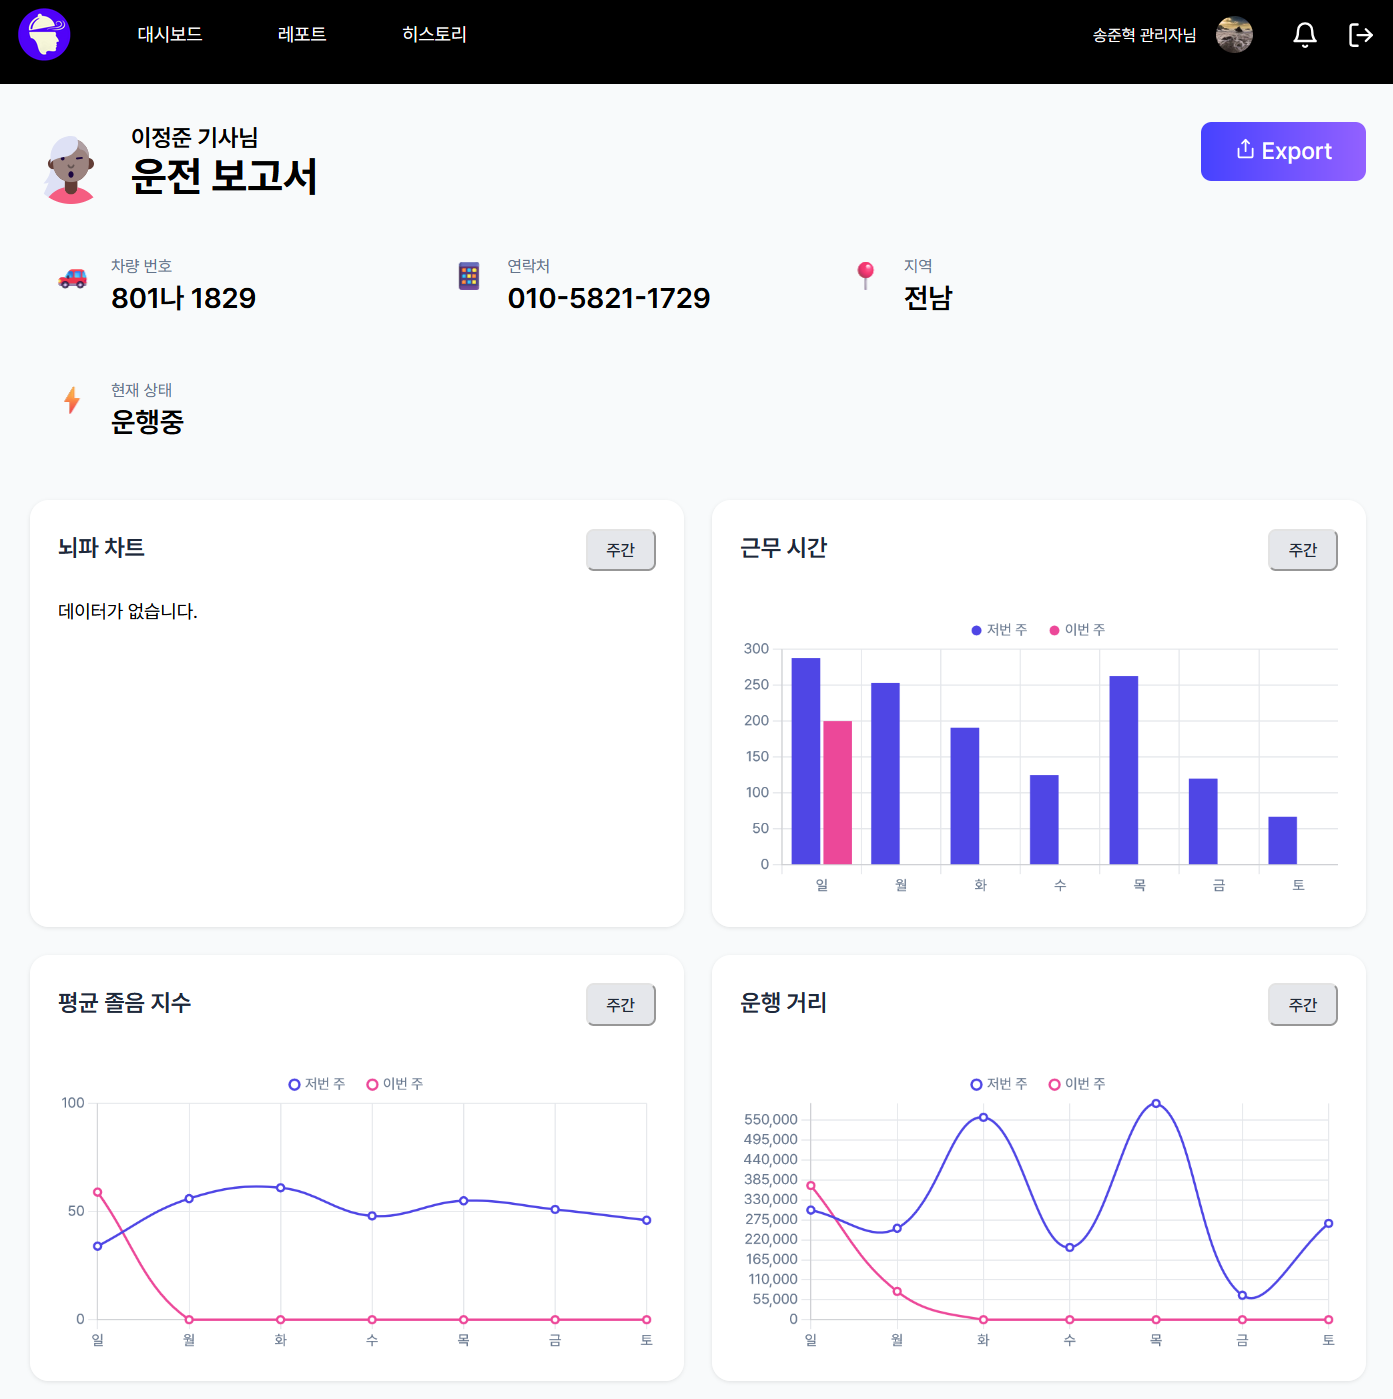 대시보드 레포트 히스토리 송준혁 관리자님
이정준 기사님
운전 보고서
Export
차량 번호
801나 1829
연락처
010-5821-1729
지역
전남
현재 상태
운행중
뇌파 차트
주간
데이터가 없습니다.
근무 시간
주간
저번 주 이번 주
300
250
200
150
100
50
0
일 월 화 수 목 금 토
평균 졸음 지수
주간
저번 주 이번 주
100
50
0
일 월 화 수 목 금 토
운행 거리
주간
저번 주 이번 주
550,000
495,000
440,000
385,000
330,000
275,000
220,000
165,000
110,000
55,000
0
일 월 화 수 목 금 토